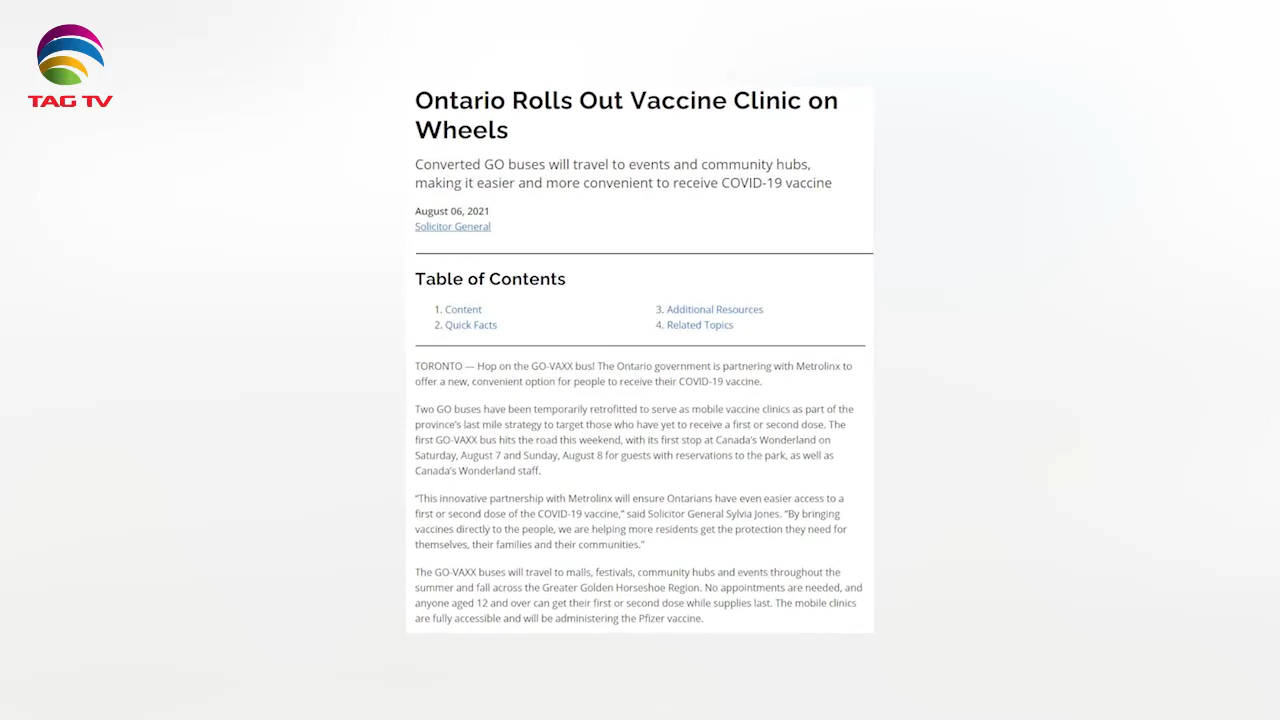 TAG TV
Ontario Rolls Out Vaccine Clinic on
Wheels
Converted GO buses will travel to events and community hubs,
making it easier and more convenient to receive COVID-19 vaccine
August 06, 2021
Solicitor General
Table of Contents
1. Content
2. Quick Facts
3. Additional Resources
4. Related Topics
TORONTO — Hop on the GO-VAXX bus! The Ontario government is partnering with Metrolinx to
offer a new, convenient option for people to receive their COVID-19 vaccine.
Two GO buses have been temporarily retrofitted to serve as mobile vaccine clinics as part of the
province's last mile strategy to target those who have yet to receive a first or second dose. The
first GO-VAXX bus hits the road this weekend, with its first stop at Canada's Wonderland on
Saturday, August 7 and Sunday, August 8 for guests with reservations to the park, as well as
Canada's Wonderland staff.
"This innovative partnership with Metrolinx will ensure Ontarians have even easier access to a
first or second dose of the COVID-19 vaccine," said Solicitor General Sylvia Jones. "By bringing
vaccines directly to the people, we are helping more residents get the protection they need for
themselves, their families and their communities."
The GO-VAXX buses will travel to malls, festivals, community hubs and events throughout the
summer and fall across the Greater Golden Horseshoe Region. No appointments are needed, and
anyone aged 12 and over can get their first or second dose while supplies last. The mobile clinics
are fully accessible and will be administering the Pfizer vaccine.